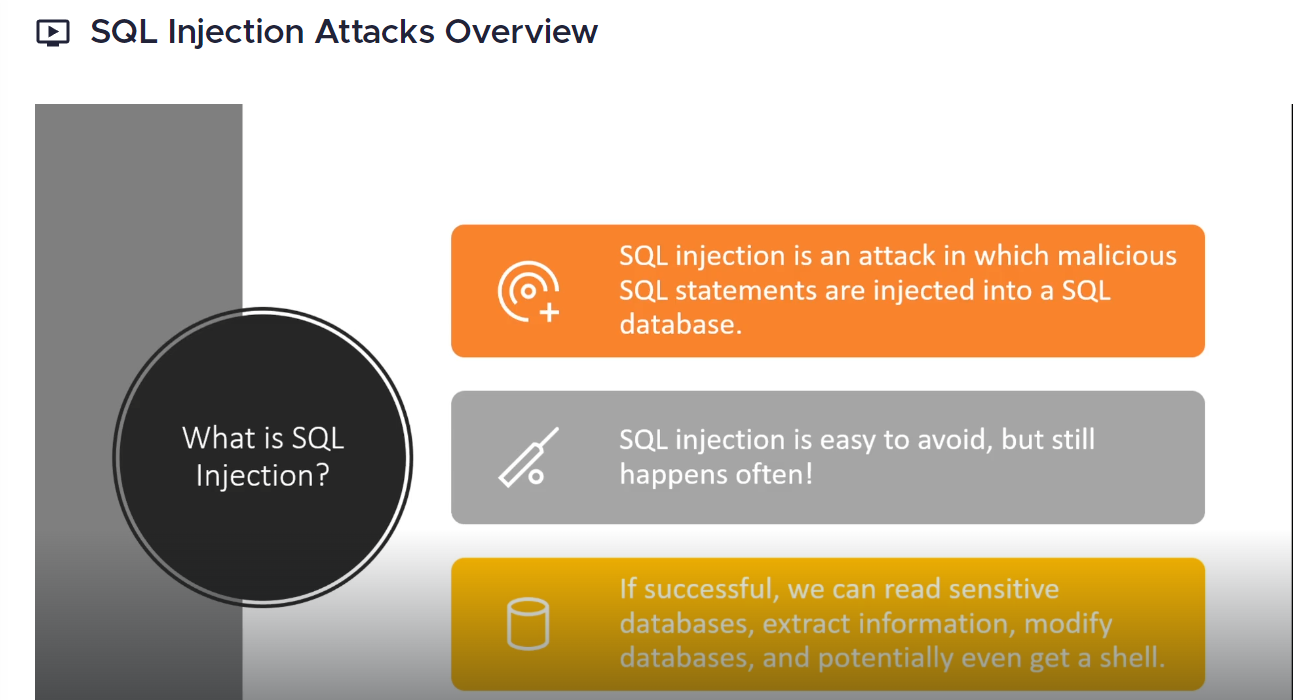 SQL Injection Attacks Overview
What is SQL
Injection?
SQL injection is an attack in which malicious
SQL statements are injected into a SQL
database.
SQL injection is easy to avoid, but still
happens often!
If successful, we can read sensitive
databases, extract information, modify
databases, and potentially even get a shell.